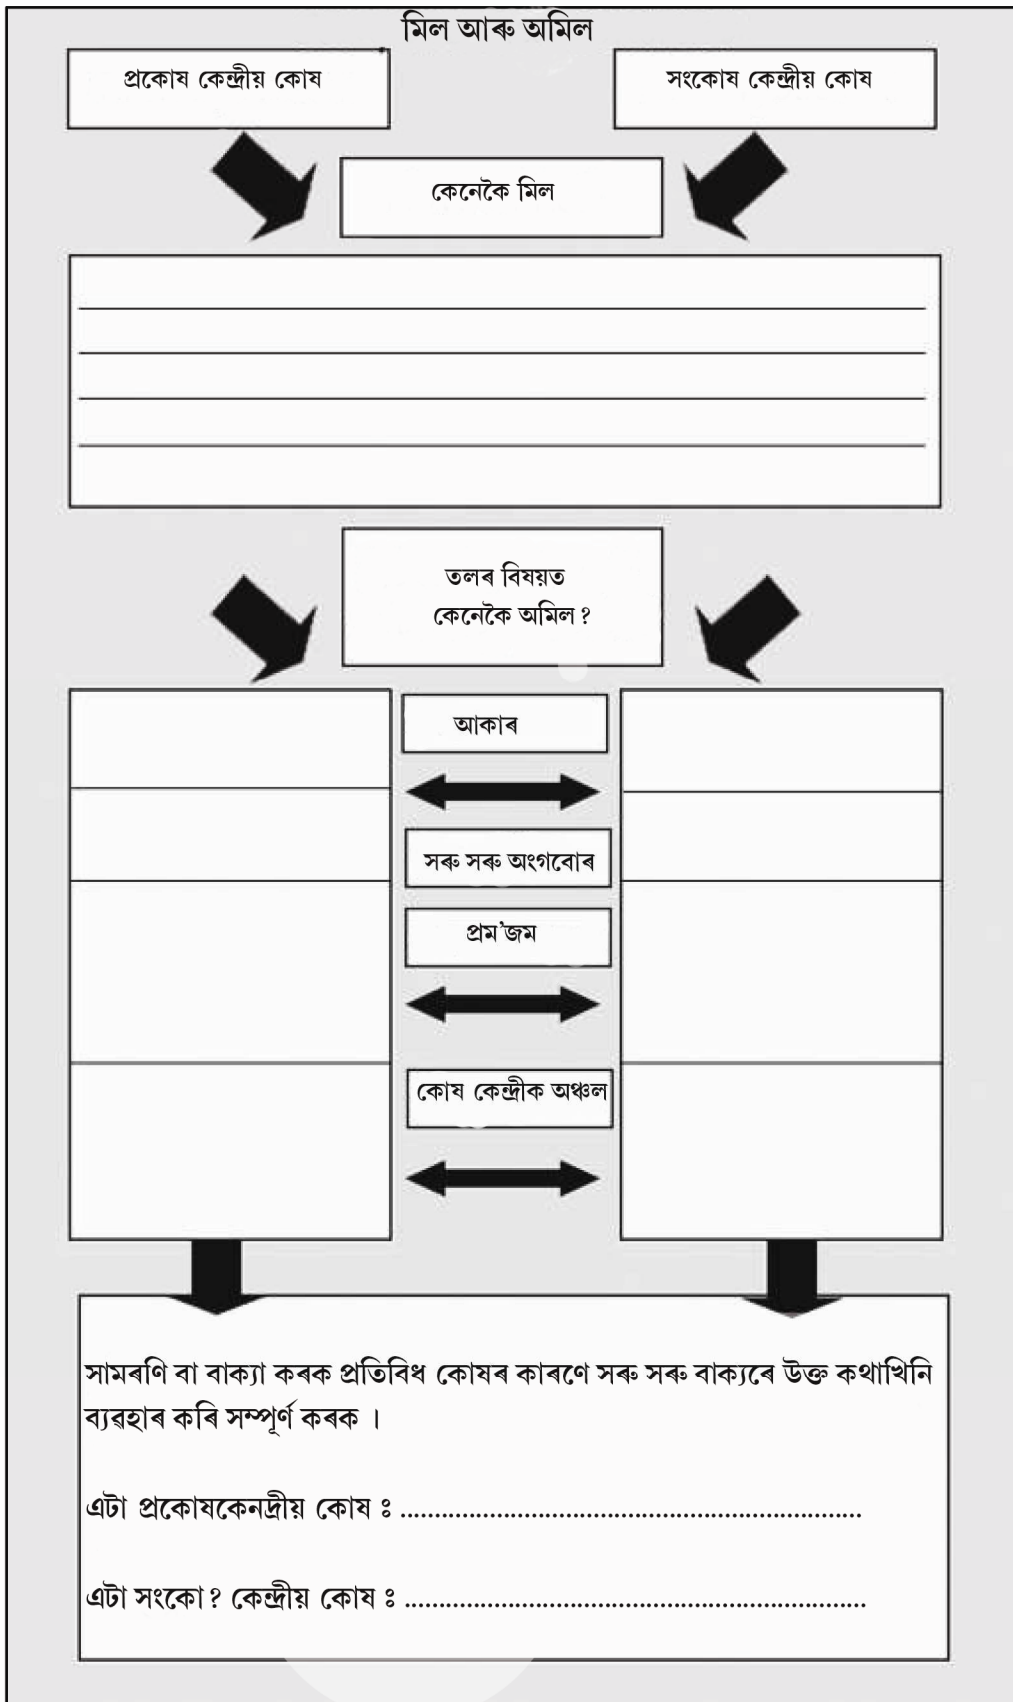 মিল আৰু অমিল
প্ৰকোষ কেন্দ্ৰীয় কোষ
সংকোষ কেন্দ্ৰীয় কোষ
কেনেকৈ মিল
তলৰ বিষয়ত
কেনেকৈ অমিল?
আকাৰ
সৰু সৰু অংগবোৰ
প্ৰম'জম
কোষ কেন্দ্ৰীক অঞ্চল
সামৰণি বা বাক্যা কৰক প্ৰতিবিধ কোষৰ কাৰণে সৰু সৰু বাক্যৰে উক্ত কথাখিনি
ব্যৱহাৰ কৰি সম্পূৰ্ণ কৰক ।
এটা প্ৰকোষকেনদ্ৰীয় কোষ ঃ ..................................................................
এটা সংকো? কেন্দ্ৰীয় কোষ ঃ ..................................................................